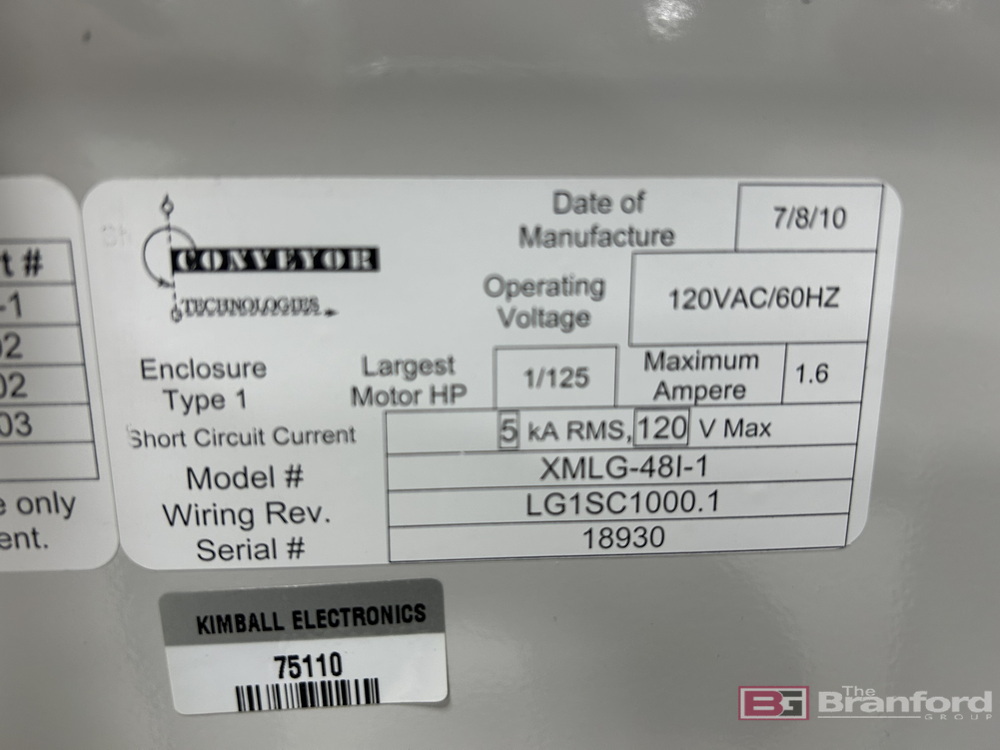 t #
-1
02
02
03
e only
ent.
CONVEYOR
TECHNOLOGIES
Date of
Manufacture
7/8/10
Operating
Voltage
120VAC/60HZ
Enclosure
Type 1
Largest
Motor HP
1/125
Maximum
Ampere
1.6
Short Circuit Current
5 kA RMS, 120 V Max
Model #
XMLG-48I-1
Wiring Rev.
LG1SC1000.1
Serial #
18930
KIMBALL ELECTRONICS
75110
BG The
Branford
GROUP